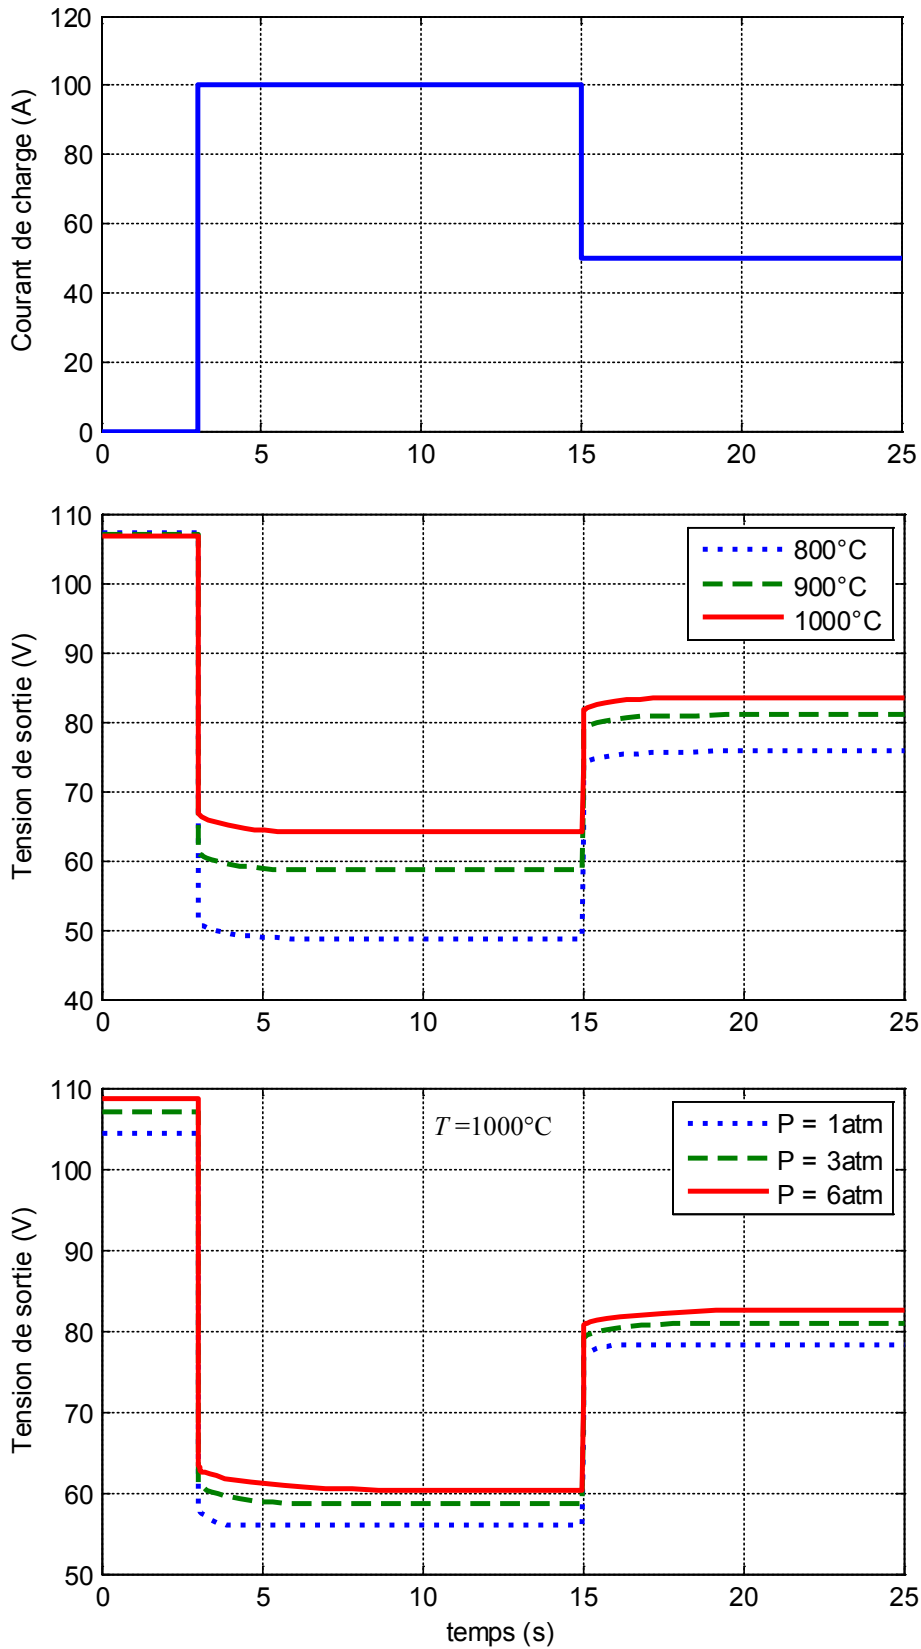 120
100
80
60
40
20
0
Courant de charge (A)
0 5 10 15 20 25
110
100
90
80
70
60
50
40
Tension de sortie (V)
800°C
900°C
1000°C
0 5 10 15 20 25
110
100
90
80
70
60
50
Tension de sortie (V)
T =1000°C
P = 1atm
P = 3atm
P = 6atm
0 5 10 15 20 25
temps (s)